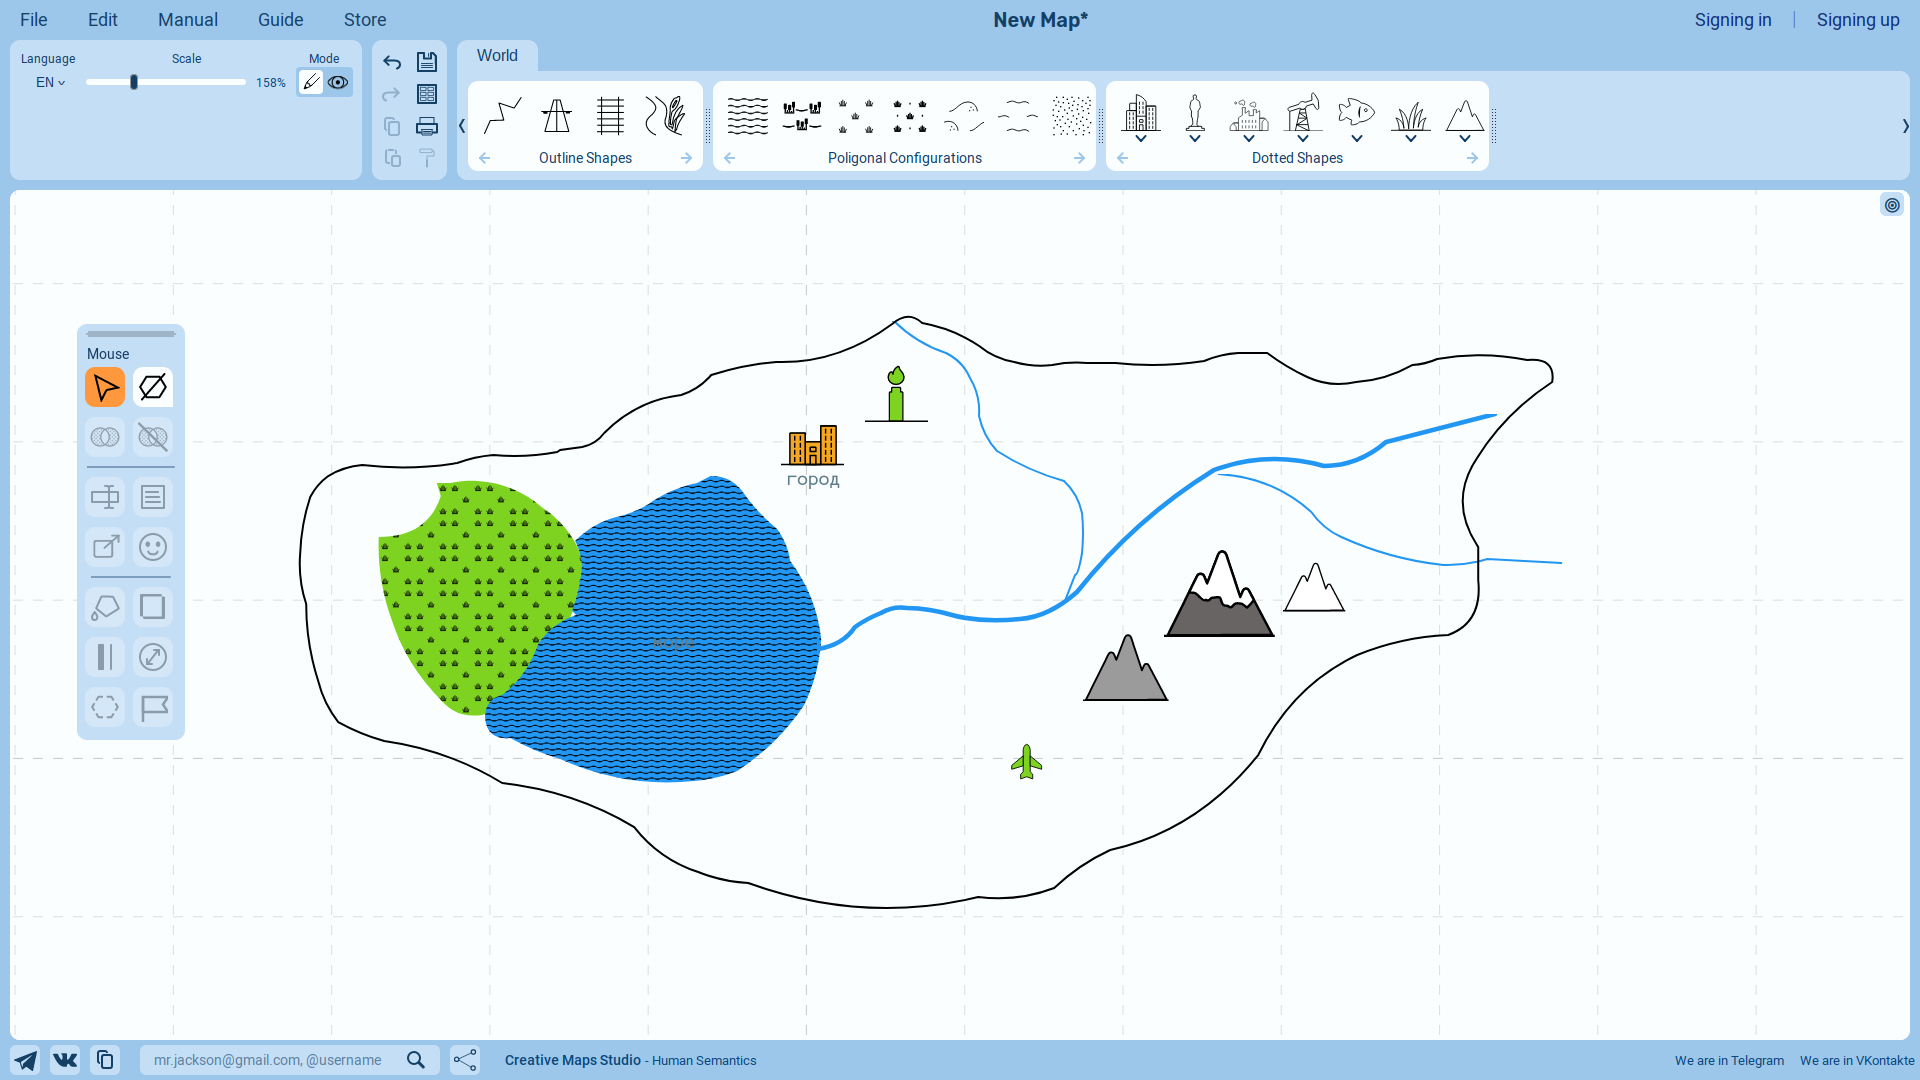 File Edit Manual Guide Store New Map* Signing in Signing up
Language Scale Mode
EN 158%
World
Outline Shapes Poligonal Configurations Dotted Shapes
Mouse
город
mr.jackson@gmail.com, @username Creative Maps Studio - Human Semantics We are in Telegram We are in VKontakte